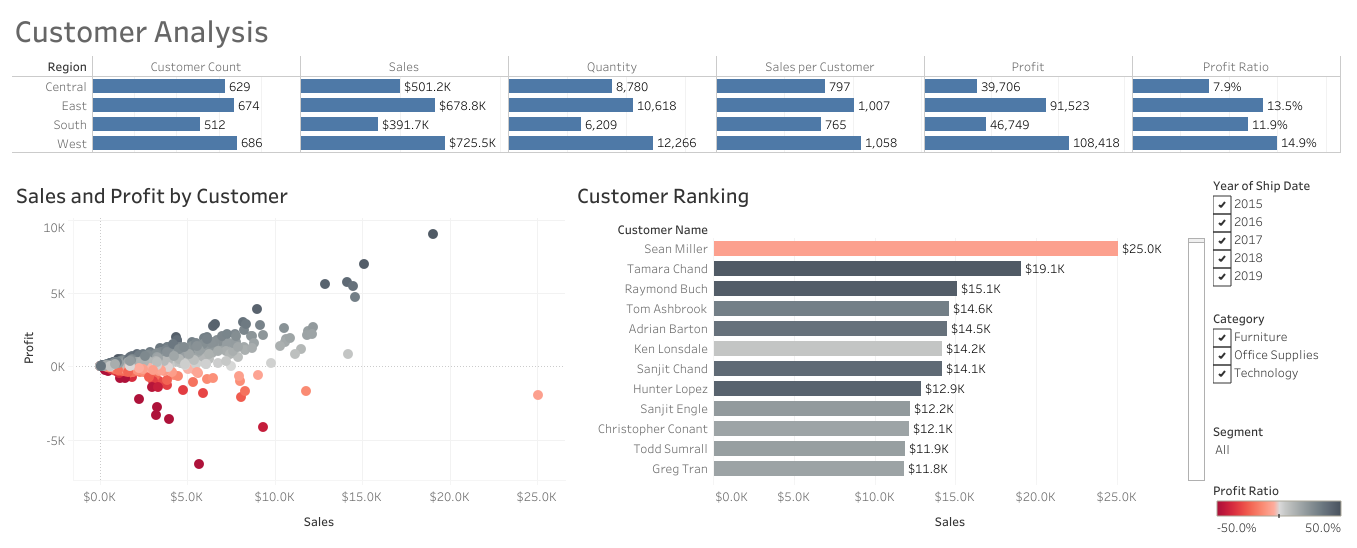 Customer Analysis
Region Customer Count Sales Quantity Sales per Customer Profit Profit Ratio
Central 629 $501.2K 8,780 797 39,706 7.9%
East 674 $678.8K 10,618 1,007 91,523 13.5%
South 512 $391.7K 6,209 765 46,749 11.9%
West 686 $725.5K 12,266 1,058 108,418 14.9%
Sales and Profit by Customer
10K
5K
0K
-5K
Profit
$0.0K $5.0K $10.0K $15.0K $20.0K $25.0K
Sales
Customer Ranking
Customer Name
Sean Miller $25.0K
Tamara Chand $19.1K
Raymond Buch $15.1K
Tom Ashbrook $14.6K
Adrian Barton $14.5K
Ken Lonsdale $14.2K
Sanjit Chand $14.1K
Hunter Lopez $12.9K
Sanjit Engle $12.2K
Christopher Conant $12.1K
Todd Sumrall $11.9K
Greg Tran $11.8K
$0.0K $5.0K $10.0K $15.0K $20.0K $25.0K
Sales
Year of Ship Date
2015
2016
2017
2018
2019
Category
Furniture
Office Supplies
Technology
Segment
All
Profit Ratio
-50.0% 50.0%